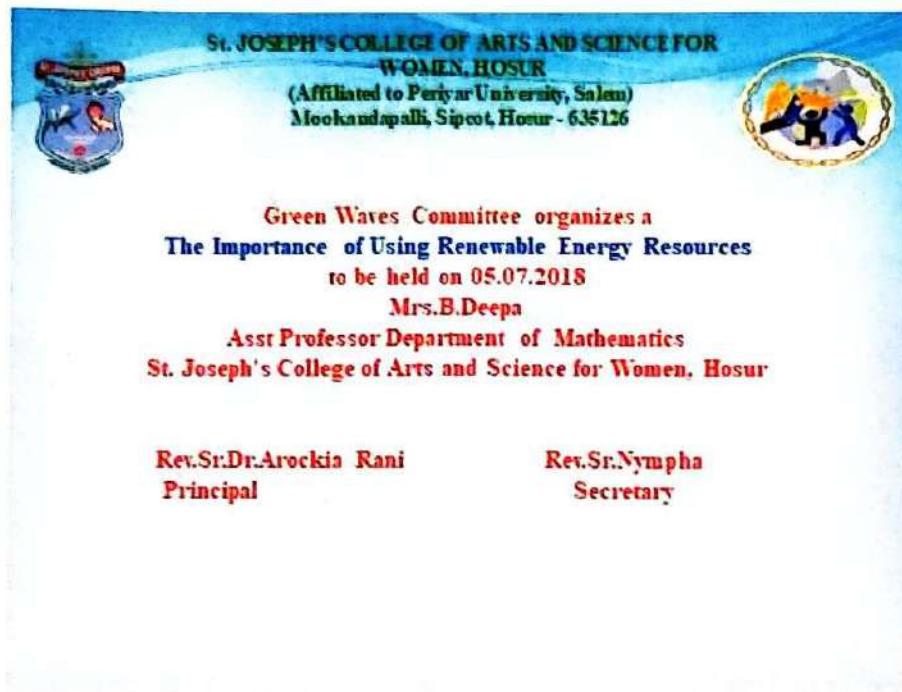 St. JOSEPH'S COLLEGE OF ARTS AND SCIENCE FOR
WOMEN, HOSUR
(Affiliated to Periyar University, Salem)
Mookandapalli, Sipcot, Hosur - 635126
Green Waves Committee organizes a
The Importance of Using Renewable Energy Resources
to be held on 05.07.2018
Mrs.B.Deepa
Asst Professor Department of Mathematics
St. Joseph's College of Arts and Science for Women, Hosur
Rev.Sr.Dr.Arockia Rani
Rev.Sr.Nympha
Principal
Secretary